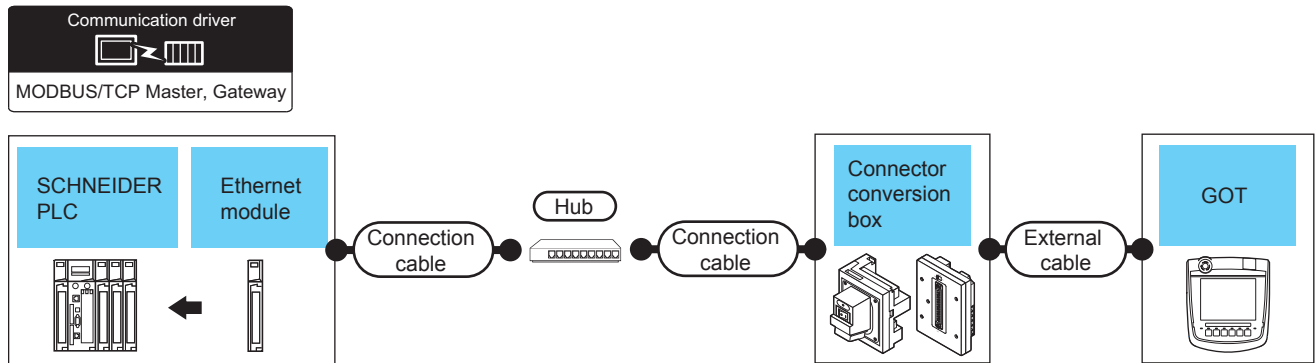 Communication driver
MODBUS/TCP Master, Gateway
SCHNEIDER
PLC
Ethernet
module
Connection
cable
Hub
Connection
cable
Connector
conversion
box
External
cable
GOT